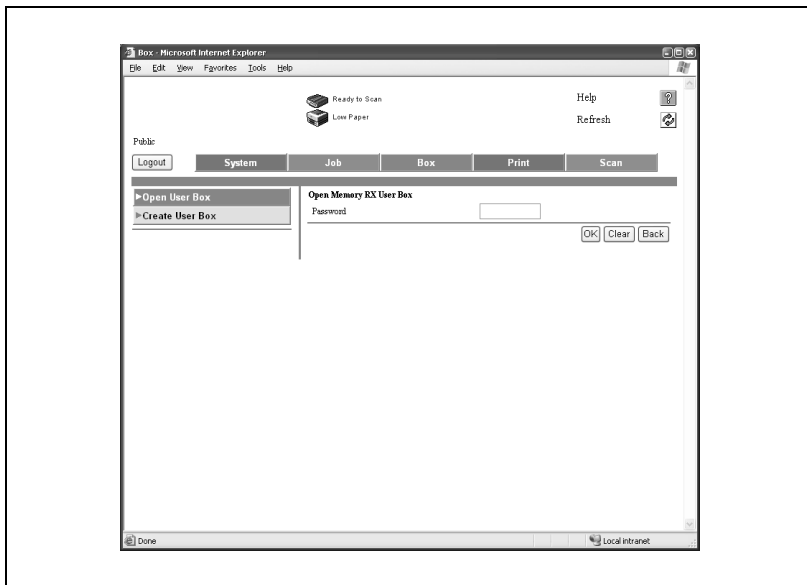 Box - Microsoft Internet Explorer
File Edit View Favorites Tools Help
Ready to Scan
Help
Low Paper
Refresh
Public
Logout System Job Box Print Scan
Open User Box
Create User Box
Open Memory RX User Box
Password
OK Clear Back
Done
Local intranet